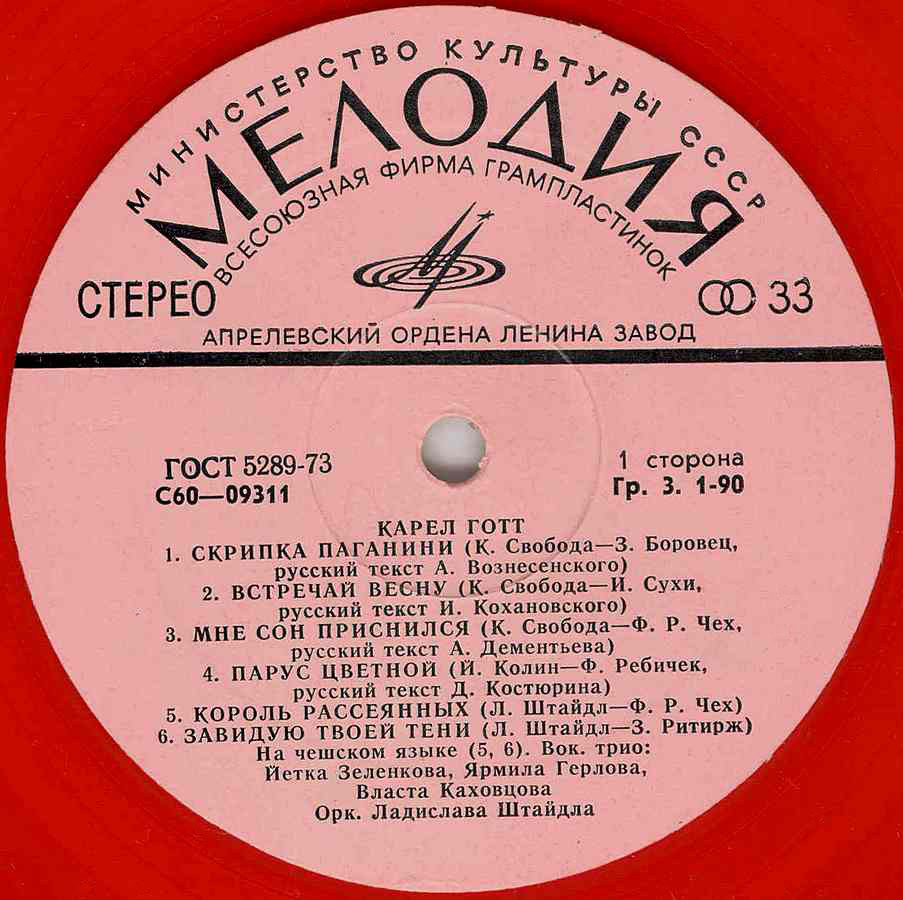 МИНИСТЕРСТВО КУЛЬТУРЫ СССР
МЕЛОДИЯ
ВСЕСОЮЗНАЯ ФИРМА ГРАМПЛАСТИНОК
СТЕРЕО
33
АПРЕЛЕВСКИЙ ОРДЕНА ЛЕНИНА ЗАВОД
ГОСТ 5289-73
1 сторона
С60—09311
Гр. 3. 1-90
КАРЕЛ ГОТТ
1. СКРИПКА ПАГАНИНИ (К. Свобода—З. Боровец,
русский текст А. Вознесенского)
2. ВСТРЕЧАЙ ВЕСНУ (К. Свобода—И. Сухи,
русский текст И. Кохановского)
3. МНЕ СОН ПРИСНИЛСЯ (К. Свобода—Ф. Р. Чех,
русский текст А. Дементьева)
4. ПАРУС ЦВЕТНОЙ (Й. Колин—Ф. Ребичек,
русский текст Д. Костюрина)
5. КОРОЛЬ РАССЕЯННЫХ (Л. Штайдл—Ф. Р. Чех)
6. ЗАВИДУЮ ТВОЕЙ ТЕНИ (Л. Штайдл—З. Ритирж)
На чешском языке (5, 6). Вок. трио:
Йетка Зеленкова, Ярмила Герлова,
Власта Каховцова
Орк. Ладислава Штайдла